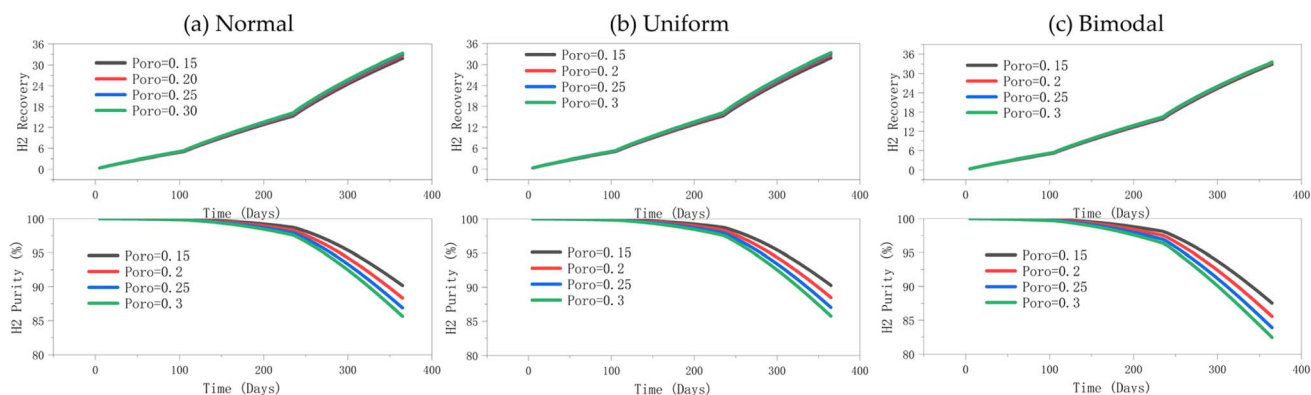 (a) Normal
(b) Uniform
(c) Bimodal
36
30
24
18
12
6
0
H2 Recovery
Poro=0.15
Poro=0.20
Poro=0.25
Poro=0.30
0 100 200 300 400
Time (Days)
36
30
24
18
12
6
0
H2 Recovery
Poro=0.15
Poro=0.2
Poro=0.25
Poro=0.3
0 100 200 300 400
Time (Days)
36
30
24
18
12
6
0
H2 Recovery
Poro=0.15
Poro=0.2
Poro=0.25
Poro=0.3
0 100 200 300 400
Time (Days)
100
95
90
85
80
H2 Purity (%)
Poro=0.15
Poro=0.2
Poro=0.25
Poro=0.3
0 100 200 300 400
Time (Days)
100
95
90
85
80
H2 Purity (%)
Poro=0.15
Poro=0.2
Poro=0.25
Poro=0.3
0 100 200 300 400
Time (Days)
100
95
90
85
80
H2 Purity (%)
Poro=0.15
Poro=0.2
Poro=0.25
Poro=0.3
0 100 200 300 400
Time (Days)